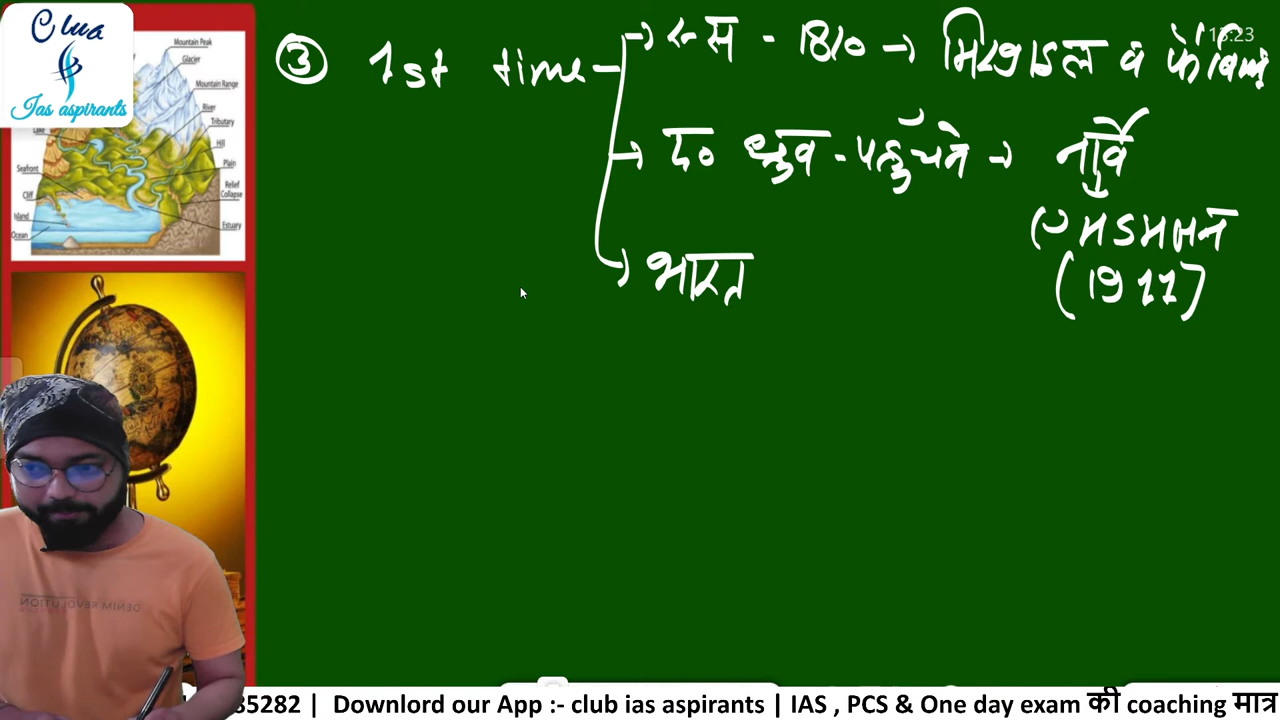 Clua
Ias aspirants
Mountain Peak
Glacier
Mountain Range
River
Tributary
Lake
Hill
Plain
Seafront
Relief
Collapse
Cliff
Island
Estuary
Ocean
13:23
③ 1st time → रूस - 1810 → व
→ द० ध्रुव - पहुँचने → नार्वे
(1911)
→ भारत
DENIM REVOLUTION
35282 | Downlord our App :- club ias aspirants | IAS , PCS & One day exam की coaching मात्र